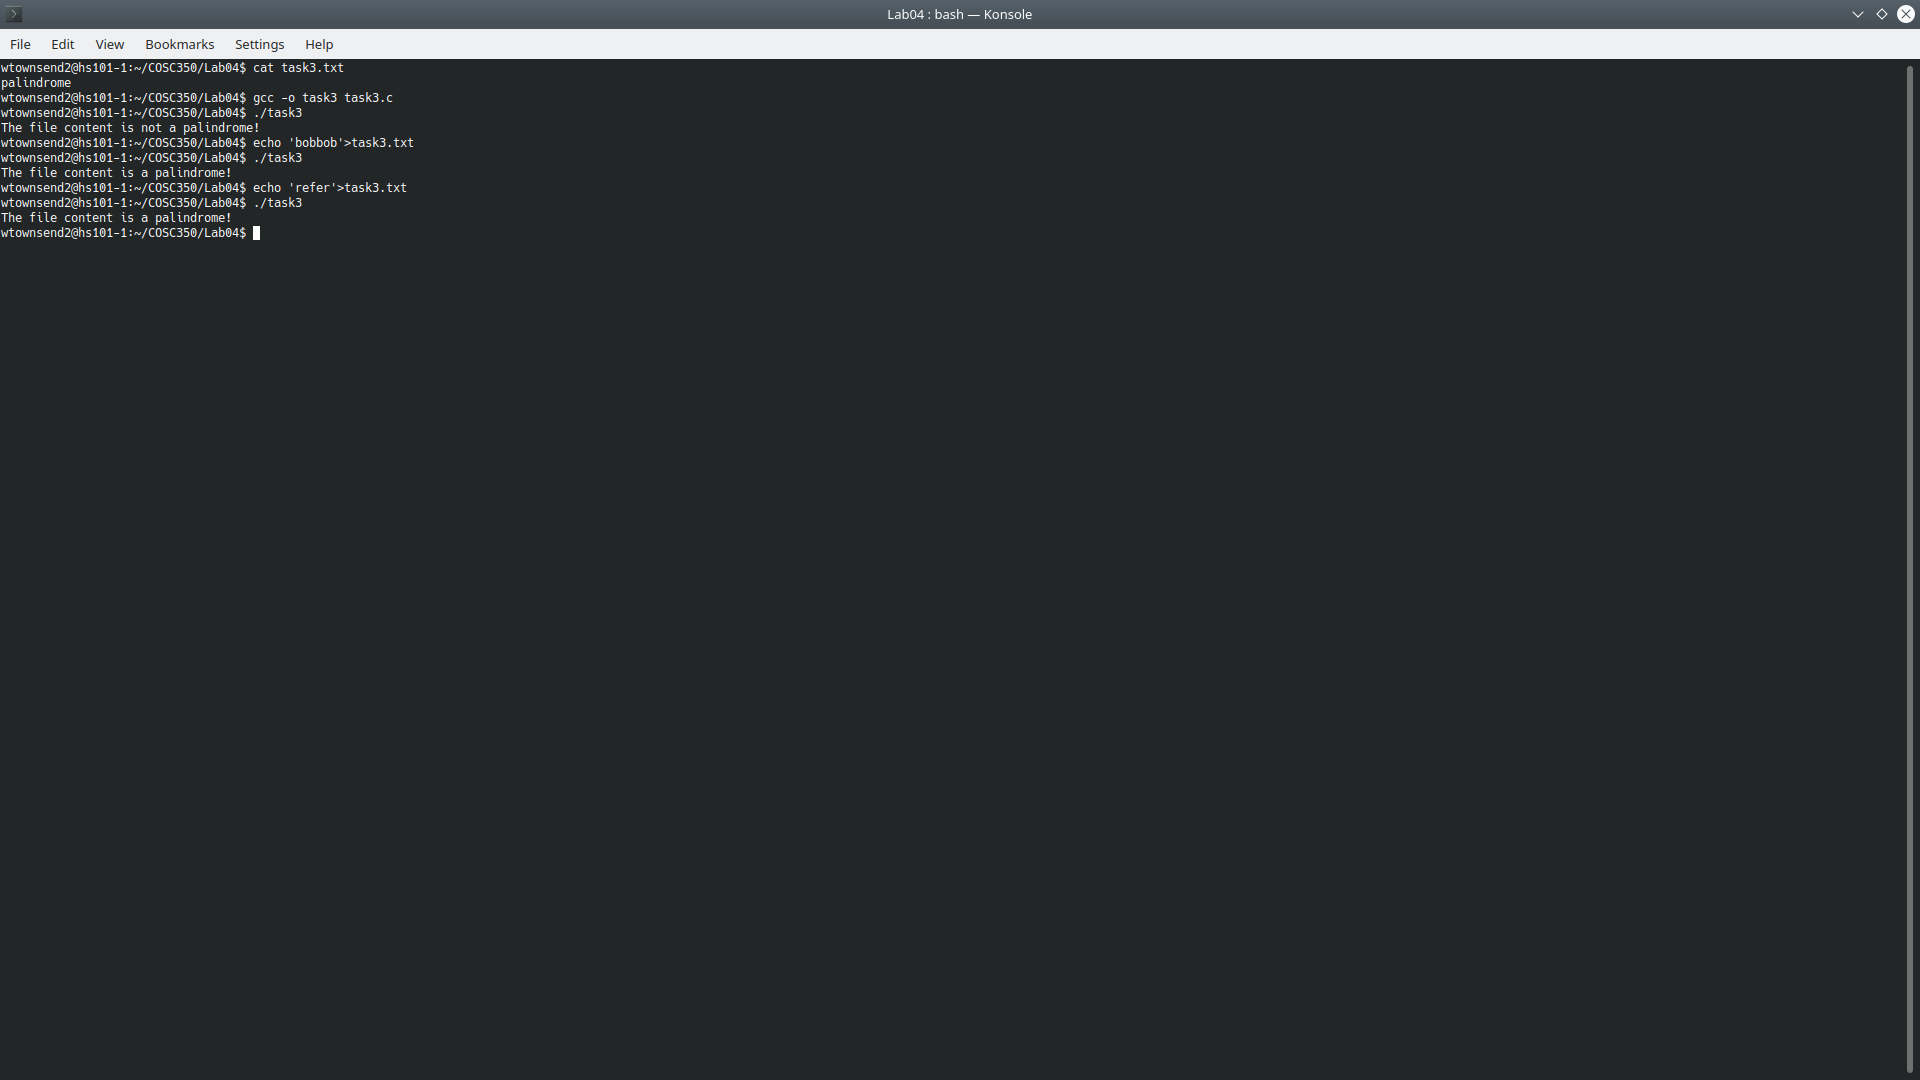 Lab04 : bash — Konsole
File Edit View Bookmarks Settings Help
wtownsend2@hs101-1:~/COSC350/Lab04$ cat task3.txt
palindrome
wtownsend2@hs101-1:~/COSC350/Lab04$ gcc -o task3 task3.c
wtownsend2@hs101-1:~/COSC350/Lab04$ ./task3
The file content is not a palindrome!
wtownsend2@hs101-1:~/COSC350/Lab04$ echo 'bobbob'>task3.txt
wtownsend2@hs101-1:~/COSC350/Lab04$ ./task3
The file content is a palindrome!
wtownsend2@hs101-1:~/COSC350/Lab04$ echo 'refer'>task3.txt
wtownsend2@hs101-1:~/COSC350/Lab04$ ./task3
The file content is a palindrome!
wtownsend2@hs101-1:~/COSC350/Lab04$